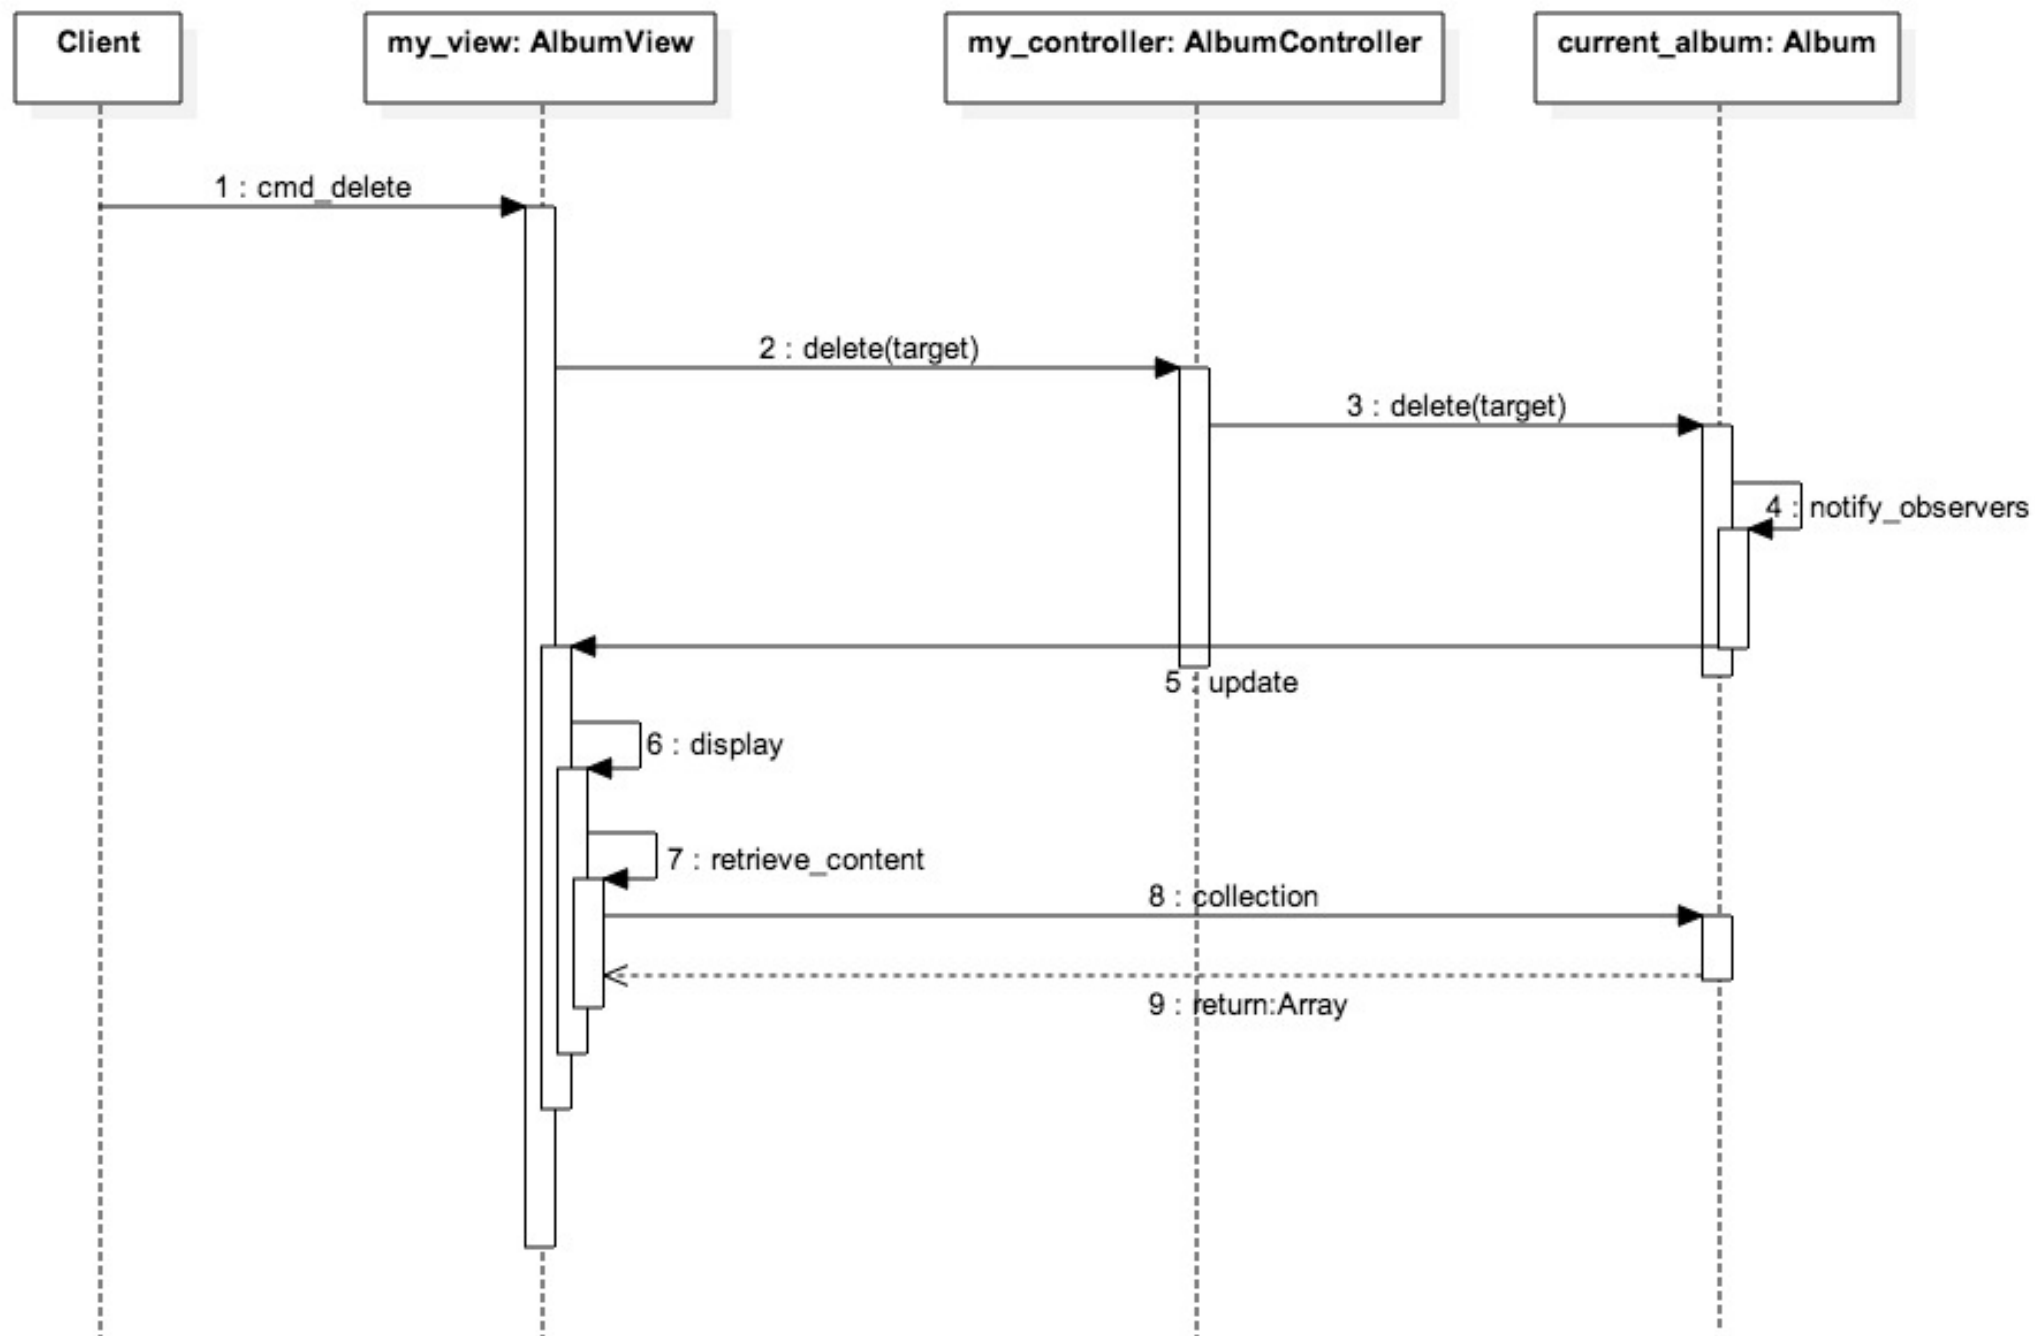 Client
my_view: AlbumView
my_controller: AlbumController
current_album: Album
1 : cmd_delete
2 : delete(target)
3 : delete(target)
4 : notify_observers
5 : update
6 : display
7 : retrieve_content
8 : collection
9 : return:Array